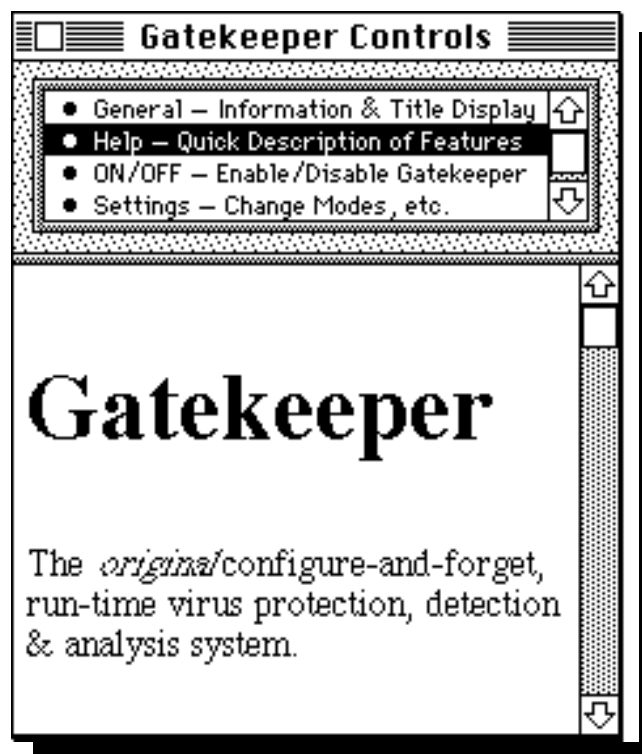 Gatekeeper Controls
• General – Information & Title Display
• Help – Quick Description of Features
• ON/OFF – Enable/Disable Gatekeeper
• Settings – Change Modes, etc.
Gatekeeper
The original configure-and-forget,
run-time virus protection, detection
& analysis system.